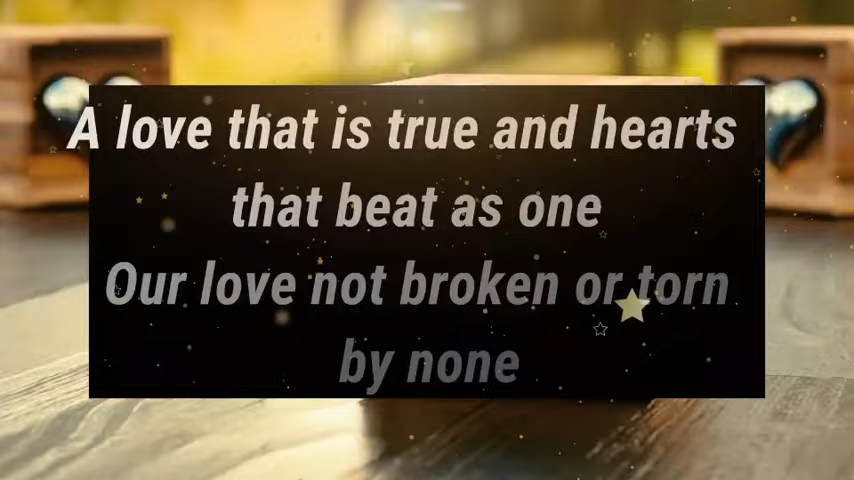 A love that is true and hearts
that beat as one
Our love not broken or torn
by none